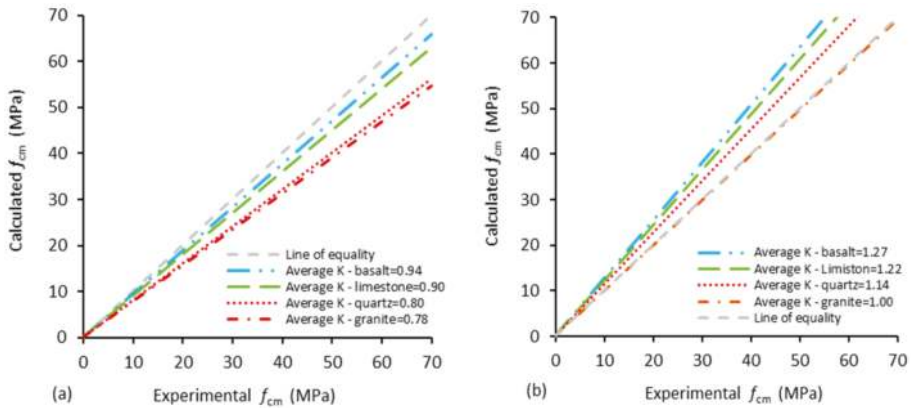 70
60
50
40
30
20
10
0
Calculated fcm (MPa)
Line of equality
Average K - basalt=0.94
Average K - limestone=0.90
Average K - quartz=0.80
Average K - granite=0.78
0 10 20 30 40 50 60 70
(a) Experimental fcm (MPa)
70
60
50
40
30
20
10
0
Calculated fcm (MPa)
Average K - basalt=1.27
Average K - Limiston=1.22
Average K - quartz=1.14
Average K - granite=1.00
Line of equality
0 10 20 30 40 50 60 70
(b) Experimental fcm (MPa)